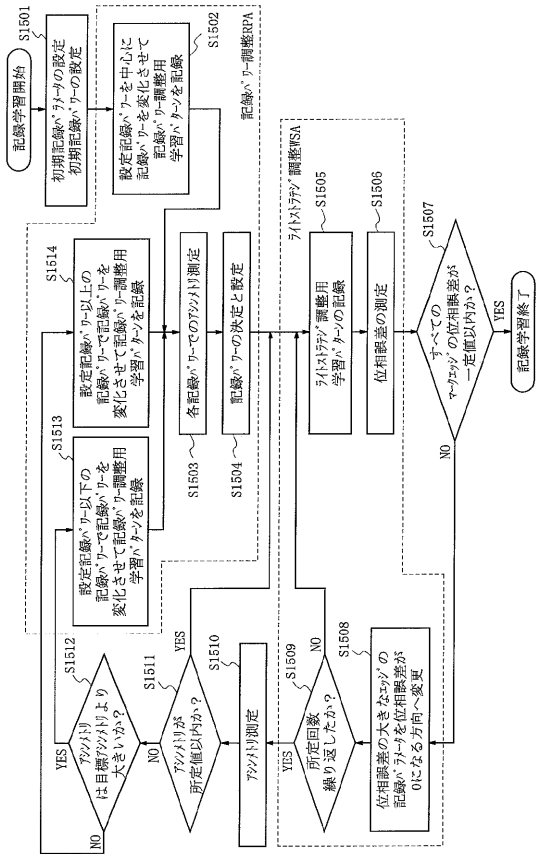 記録学習開始
S1501
初期記録パラメータの設定
初期記録パワーの設定
S1502
設定記録パワーを中心に
記録パワーを変化させて
記録パワー調整用
学習パターンを記録
記録パワー調整RPA
S1514
設定記録パワー以上の
記録パワーで記録パワーを
変化させて記録パワー調整用
学習パターンを記録
S1513
設定記録パワー以下の
記録パワーで記録パワーを
変化させて記録パワー調整用
学習パターンを記録
各記録パワーでのアシンメトリ測定
S1503
記録パワーの決定と設定
S1504
ライトストラテジ調整WSA
S1505
ライトストラテジ調整用
学習パターンの記録
S1506
位相誤差の測定
S1507
すべての
マークエッジの位相誤差が
一定値以内か?
YES
NO
記録学習終了
S1508
位相誤差の大きなエッジの
記録パラメータを位相誤差が
0になる方向へ変更
S1509
所定回数
繰り返したか?
NO
YES
S1510
アシンメトリ測定
S1511
アシンメトリが
所定値以内か?
YES
NO
S1512
アシンメトリ
は目標アシンメトリより
大きいか?
YES
NO